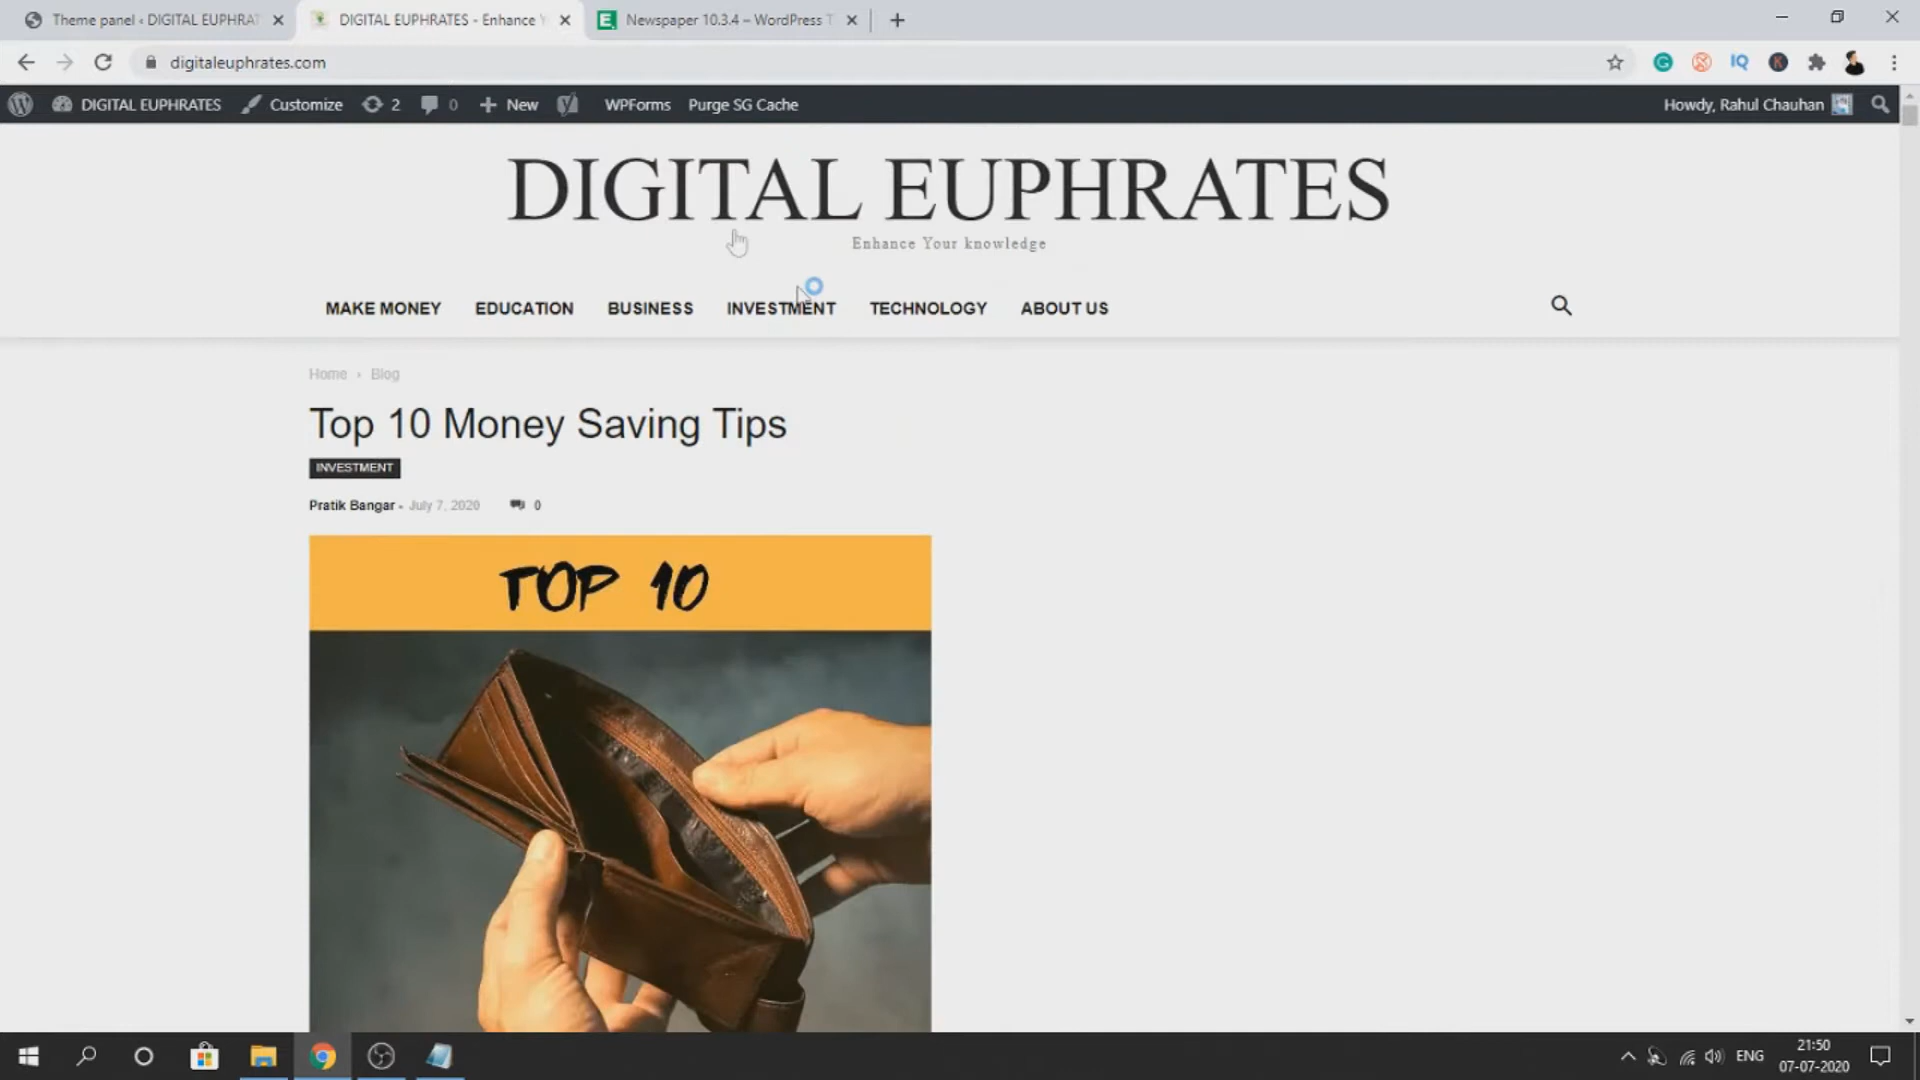 Theme panel ‹ DIGITAL EUPHRAT
DIGITAL EUPHRATES - Enhance Y
Newspaper 10.3.4 – WordPress T
digitaleuphrates.com
DIGITAL EUPHRATES
Customize
2
0
New
WPForms
Purge SG Cache
Howdy, Rahul Chauhan
DIGITAL EUPHRATES
Enhance Your knowledge
MAKE MONEY
EDUCATION
BUSINESS
INVESTMENT
TECHNOLOGY
ABOUT US
Home › Blog
Top 10 Money Saving Tips
INVESTMENT
Pratik Bangar - July 7, 2020 0
TOP 10
ENG
21:50
07-07-2020